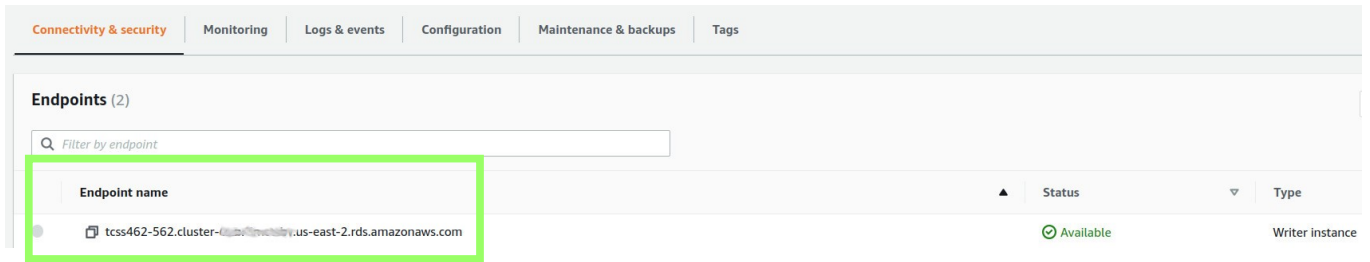 Connectivity & security Monitoring Logs & events Configuration Maintenance & backups Tags
Endpoints (2)
Filter by endpoint
Endpoint name Status Type
tcss462-562.cluster- .us-east-2.rds.amazonaws.com Available Writer instance